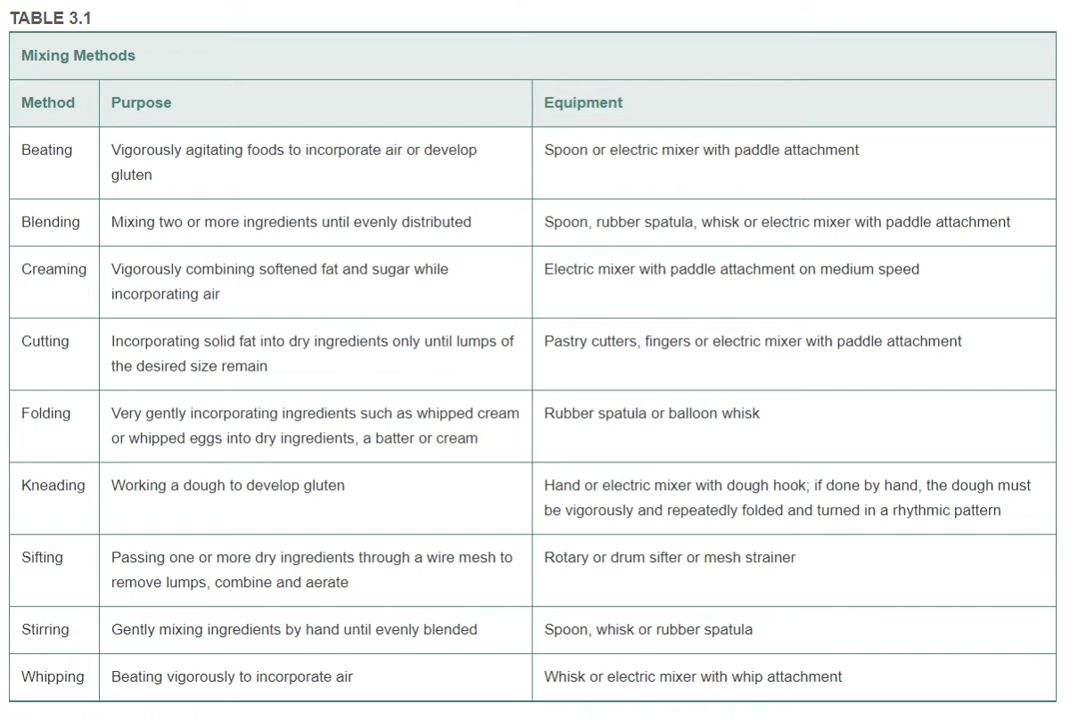 TABLE 3.1
Mixing Methods
Method Purpose Equipment
Beating Vigorously agitating foods to incorporate air or develop Spoon or electric mixer with paddle attachment
gluten
Blending Mixing two or more ingredients until evenly distributed Spoon, rubber spatula, whisk or electric mixer with paddle attachment
Creaming Vigorously combining softened fat and sugar while Electric mixer with paddle attachment on medium speed
incorporating air
Cutting Incorporating solid fat into dry ingredients only until lumps of Pastry cutters, fingers or electric mixer with paddle attachment
the desired size remain
Folding Very gently incorporating ingredients such as whipped cream Rubber spatula or balloon whisk
or whipped eggs into dry ingredients, a batter or cream
Kneading Working a dough to develop gluten Hand or electric mixer with dough hook; if done by hand, the dough must
be vigorously and repeatedly folded and turned in a rhythmic pattern
Sifting Passing one or more dry ingredients through a wire mesh to Rotary or drum sifter or mesh strainer
remove lumps, combine and aerate
Stirring Gently mixing ingredients by hand until evenly blended Spoon, whisk or rubber spatula
Whipping Beating vigorously to incorporate air Whisk or electric mixer with whip attachment